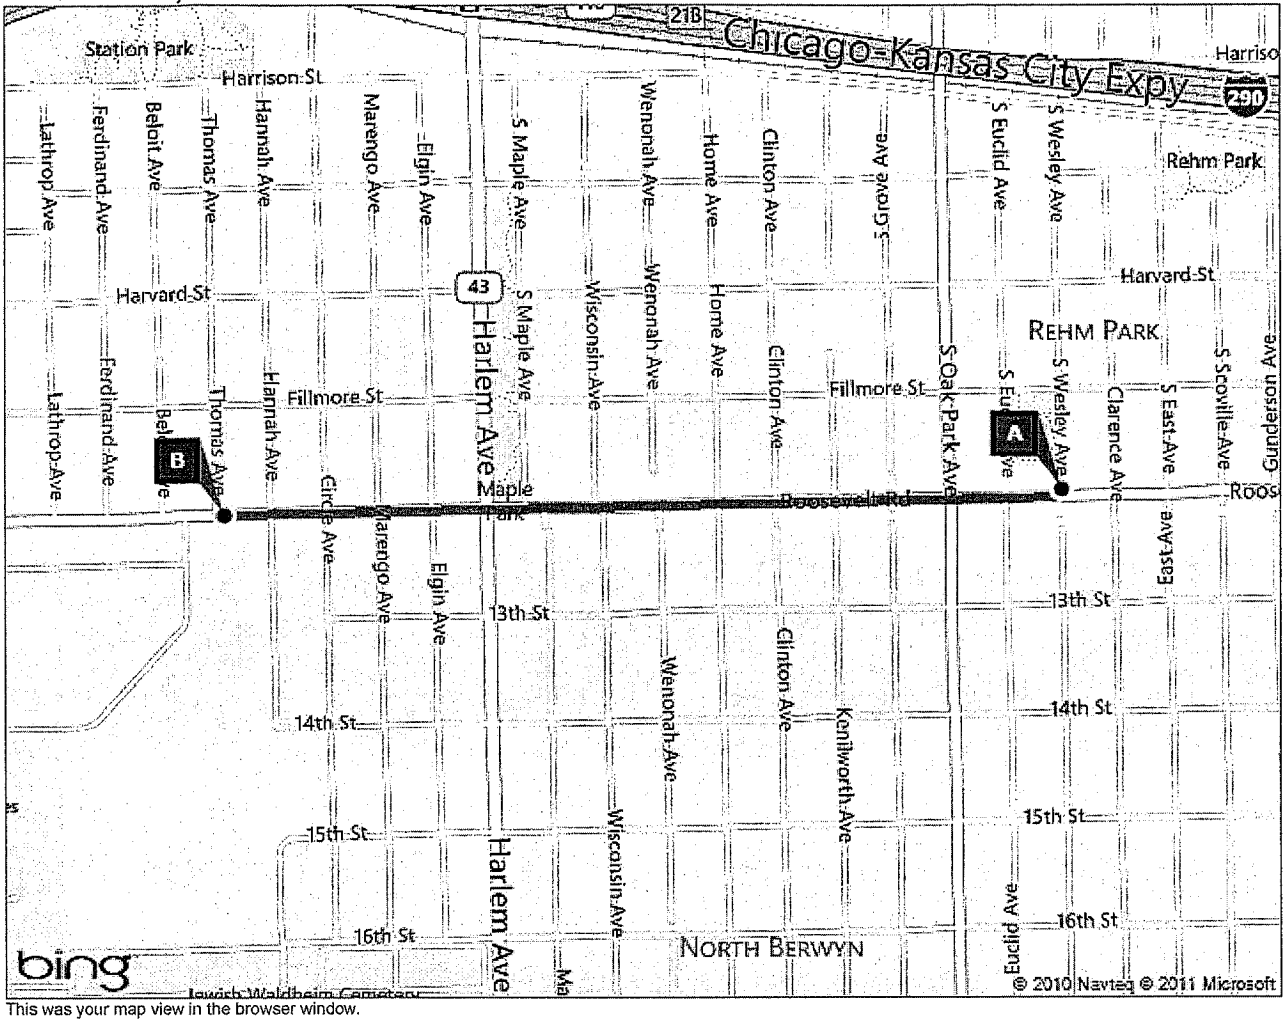 21B
Chicago-Kansas City Expy
Station Park
Harrison St
290
Rehm Park
Lathrop Ave
Ferdinand Ave
Beloit Ave
Thomas Ave
Hannah Ave
Marengo Ave
Elgin Ave
S Maple Ave
Wenonah Ave
Home Ave
Clinton Ave
S Grove Ave
S Euclid Ave
S Wesley Ave
Harvard St
43
Harvard St
REHM PARK
Harlem Ave
S Maple Ave
Wisconsin Ave
Wenonah Ave
Home Ave
Clinton Ave
Fillmore St
Fillmore St
S Oak Park Ave
S Wesley Ave
Clarence Ave
S East Ave
S Scoville Ave
Gunderson Ave
Lathrop Ave
Ferdinand Ave
Thomas Ave
Hannah Ave
B
A
Maple
Park
Roosevelt Rd
Roos
Circle Ave
Marengo Ave
Elgin Ave
East Ave
13th St
13th St
Clinton Ave
Wenonah Ave
Kenilworth Ave
14th St
14th St
15th St
15th St
Harlem Ave
Wisconsin Ave
Euclid Ave
16th St
16th St
NORTH BERWYN
bing
Ma
Jewish Waldheim Cemetery
© 2010 Navteq © 2011 Microsoft
This was your map view in the browser window.